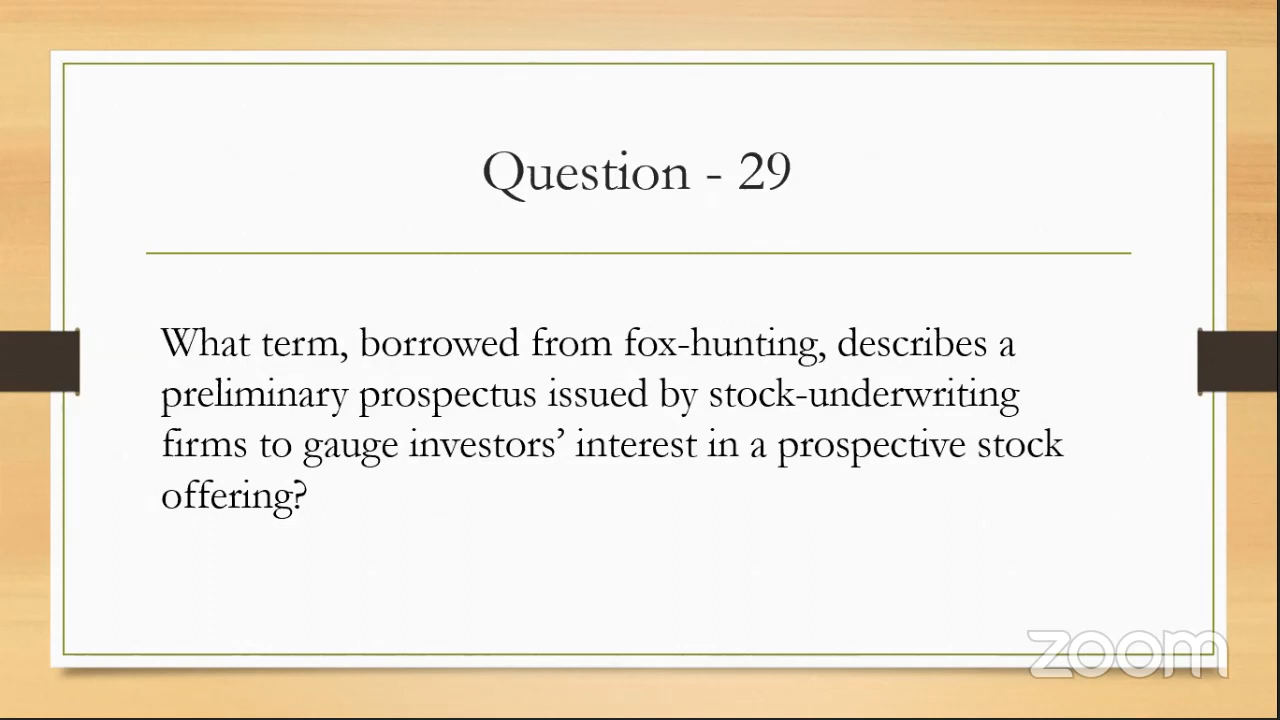 Question - 29
What term, borrowed from fox-hunting, describes a
preliminary prospectus issued by stock-underwriting
firms to gauge investors’ interest in a prospective stock
offering?
zoom